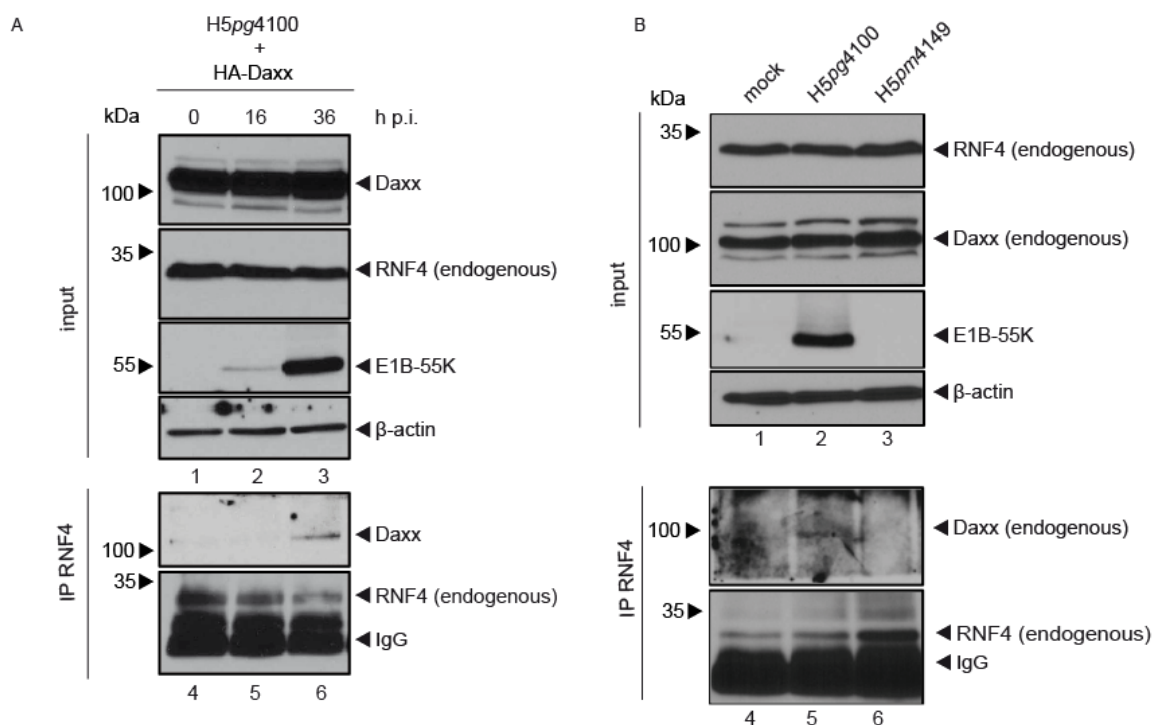 A
H5pg4100
+
HA-Daxx
kDa 0 16 36 h p.i.
100 Daxx
35 RNF4 (endogenous)
55 E1B-55K
β-actin
input
1 2 3
100 Daxx
35 RNF4 (endogenous)
IgG
IP RNF4
4 5 6
B
kDa mock H5pg4100 H5pm4149
35 RNF4 (endogenous)
100 Daxx (endogenous)
55 E1B-55K
β-actin
input
1 2 3
100 Daxx (endogenous)
35 RNF4 (endogenous)
IgG
IP RNF4
4 5 6